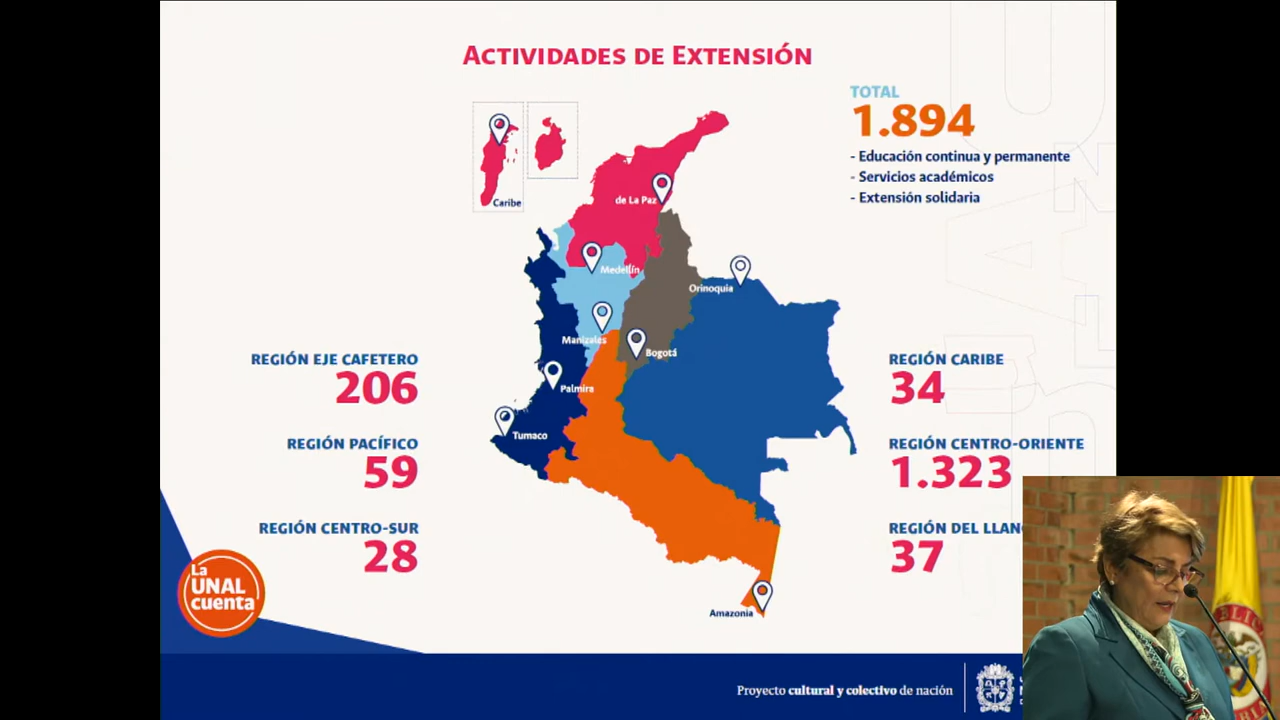 ACTIVIDADES DE EXTENSIÓN
TOTAL
1.894
- Educación continua y permanente
- Servicios académicos
- Extensión solidaria
Caribe
de La Paz
Medellín
Orinoquia
Manizales
Bogotá
Palmira
Tumaco
Amazonia
REGIÓN EJE CAFETERO
206
REGIÓN PACÍFICO
59
REGIÓN CENTRO-SUR
28
REGIÓN CARIBE
34
REGIÓN CENTRO-ORIENTE
1.323
REGIÓN DEL
37
La
UNAL
cuenta
Proyecto cultural y colectivo de nación